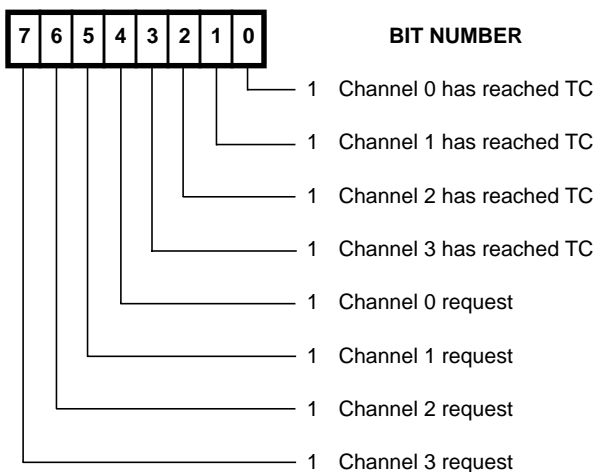 7 6 5 4 3 2 1 0 BIT NUMBER
1 Channel 0 has reached TC
1 Channel 1 has reached TC
1 Channel 2 has reached TC
1 Channel 3 has reached TC
1 Channel 0 request
1 Channel 1 request
1 Channel 2 request
1 Channel 3 request